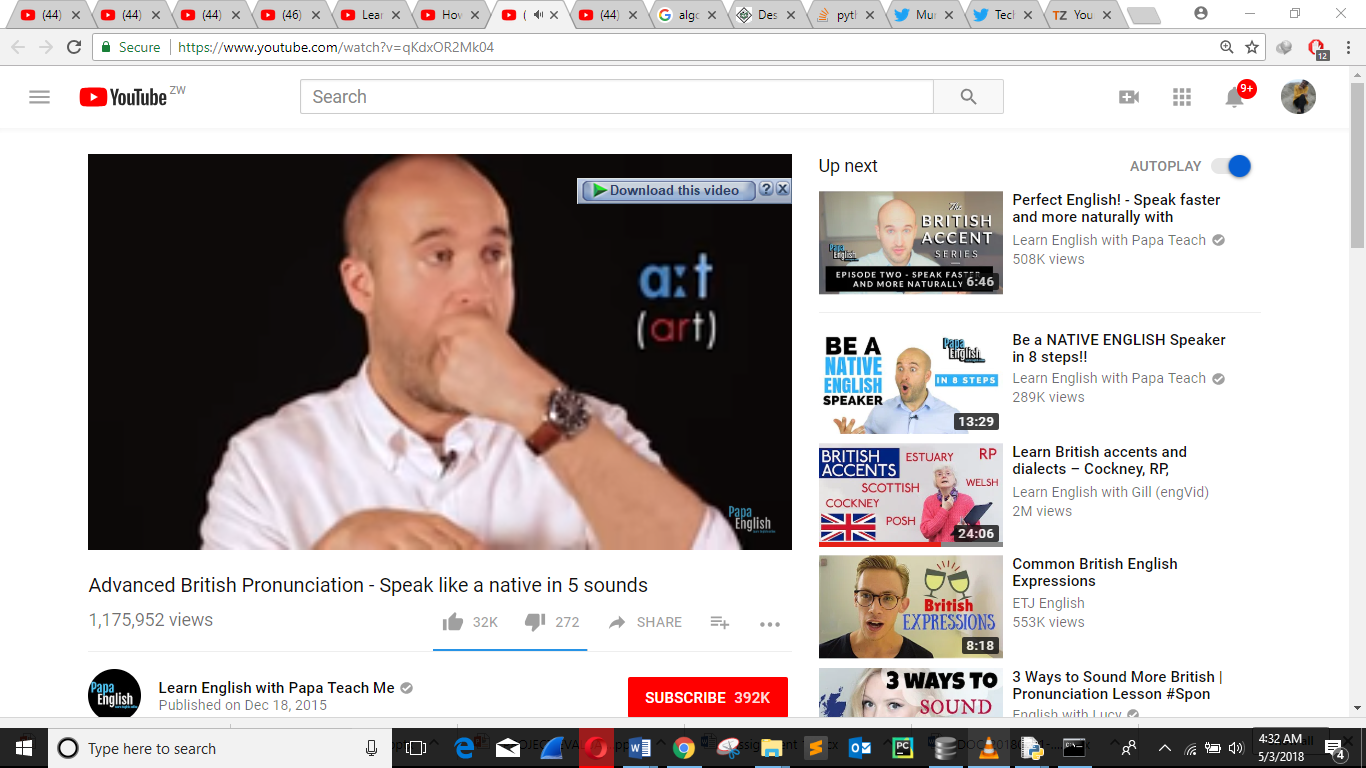 (44)
(44)
(44)
(46)
Lear
How
(
(44)
algo
Des
pyth
Mur
Tech
You
Secure
https://www.youtube.com/watch?v=qKdxOR2Mk04
12
YouTube ZW
Search
9+
Download this video ? X
aːt
(art)
Papa
English
Up next
AUTOPLAY
The
BRITISH
ACCENT
SERIES
Papa
English
EPISODE TWO - SPEAK FASTER
AND MORE NATURALLY
6:46
Perfect English! - Speak faster
and more naturally with
Learn English with Papa Teach
508K views
BE A
NATIVE
ENGLISH
SPEAKER
Papa
English
IN 8 STEPS
13:29
Be a NATIVE ENGLISH Speaker
in 8 steps!!
Learn English with Papa Teach
289K views
BRITISH
ACCENTS
ESTUARY
RP
SCOTTISH
WELSH
COCKNEY
POSH
24:06
Learn British accents and
dialects – Cockney, RP,
Learn English with Gill (engVid)
2M views
British
EXPRESSIONS
8:18
Common British English
Expressions
ETJ English
553K views
3 WAYS TO
SOUND
3 Ways to Sound More British |
Pronunciation Lesson #Spon
English with Lucy
Advanced British Pronunciation - Speak like a native in 5 sounds
1,175,952 views
32K
272
SHARE
Papa
English
Learn English with Papa Teach Me
Published on Dec 18, 2015
SUBSCRIBE 392K
Type here to search
4:32 AM
5/3/2018
4